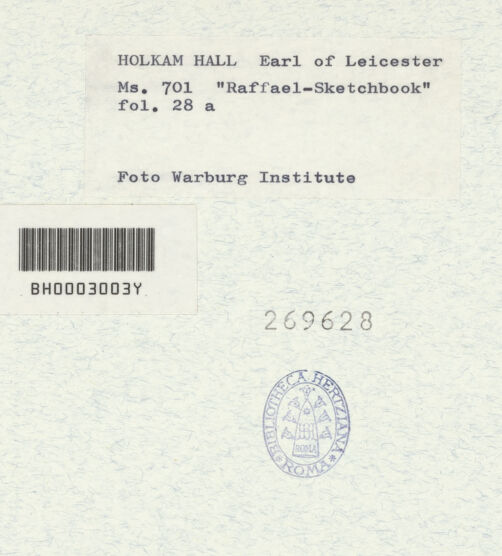 HOLKAM HALL Earl of Leicester
Ms. 701 "Raffael-Sketchbook"
fol. 28 a
Foto Warburg Institute
BH0003003Y
269628
BIBLIOTHECA HERTZIANA
ROMA
ROMA